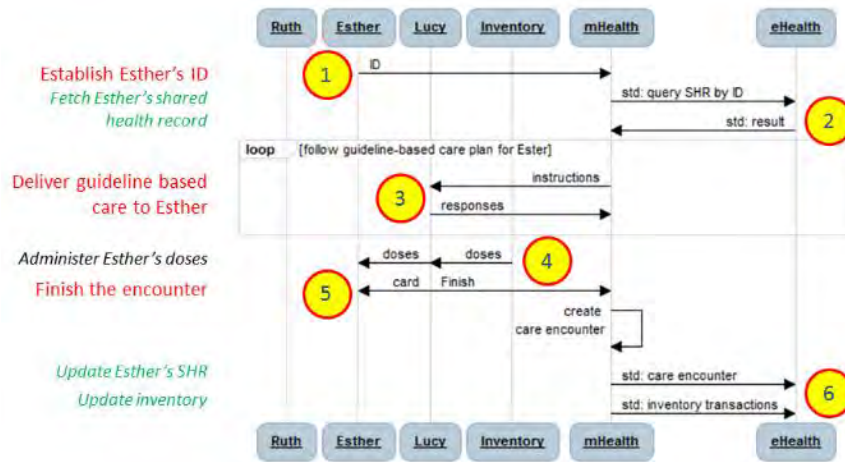 Ruth Esther Lucy Inventory mHealth eHealth
Establish Esther's ID 1 ID
Fetch Esther's shared
health record
std: query SHR by ID
std: result 2
loop [follow guideline-based care plan for Ester]
Deliver guideline based
care to Esther
instructions
3 responses
Administer Esther's doses doses doses 4
Finish the encounter 5 card Finish
create
care encounter
Update Esther's SHR std: care encounter 6
Update inventory std: inventory transactions
Ruth Esther Lucy Inventory mHealth eHealth